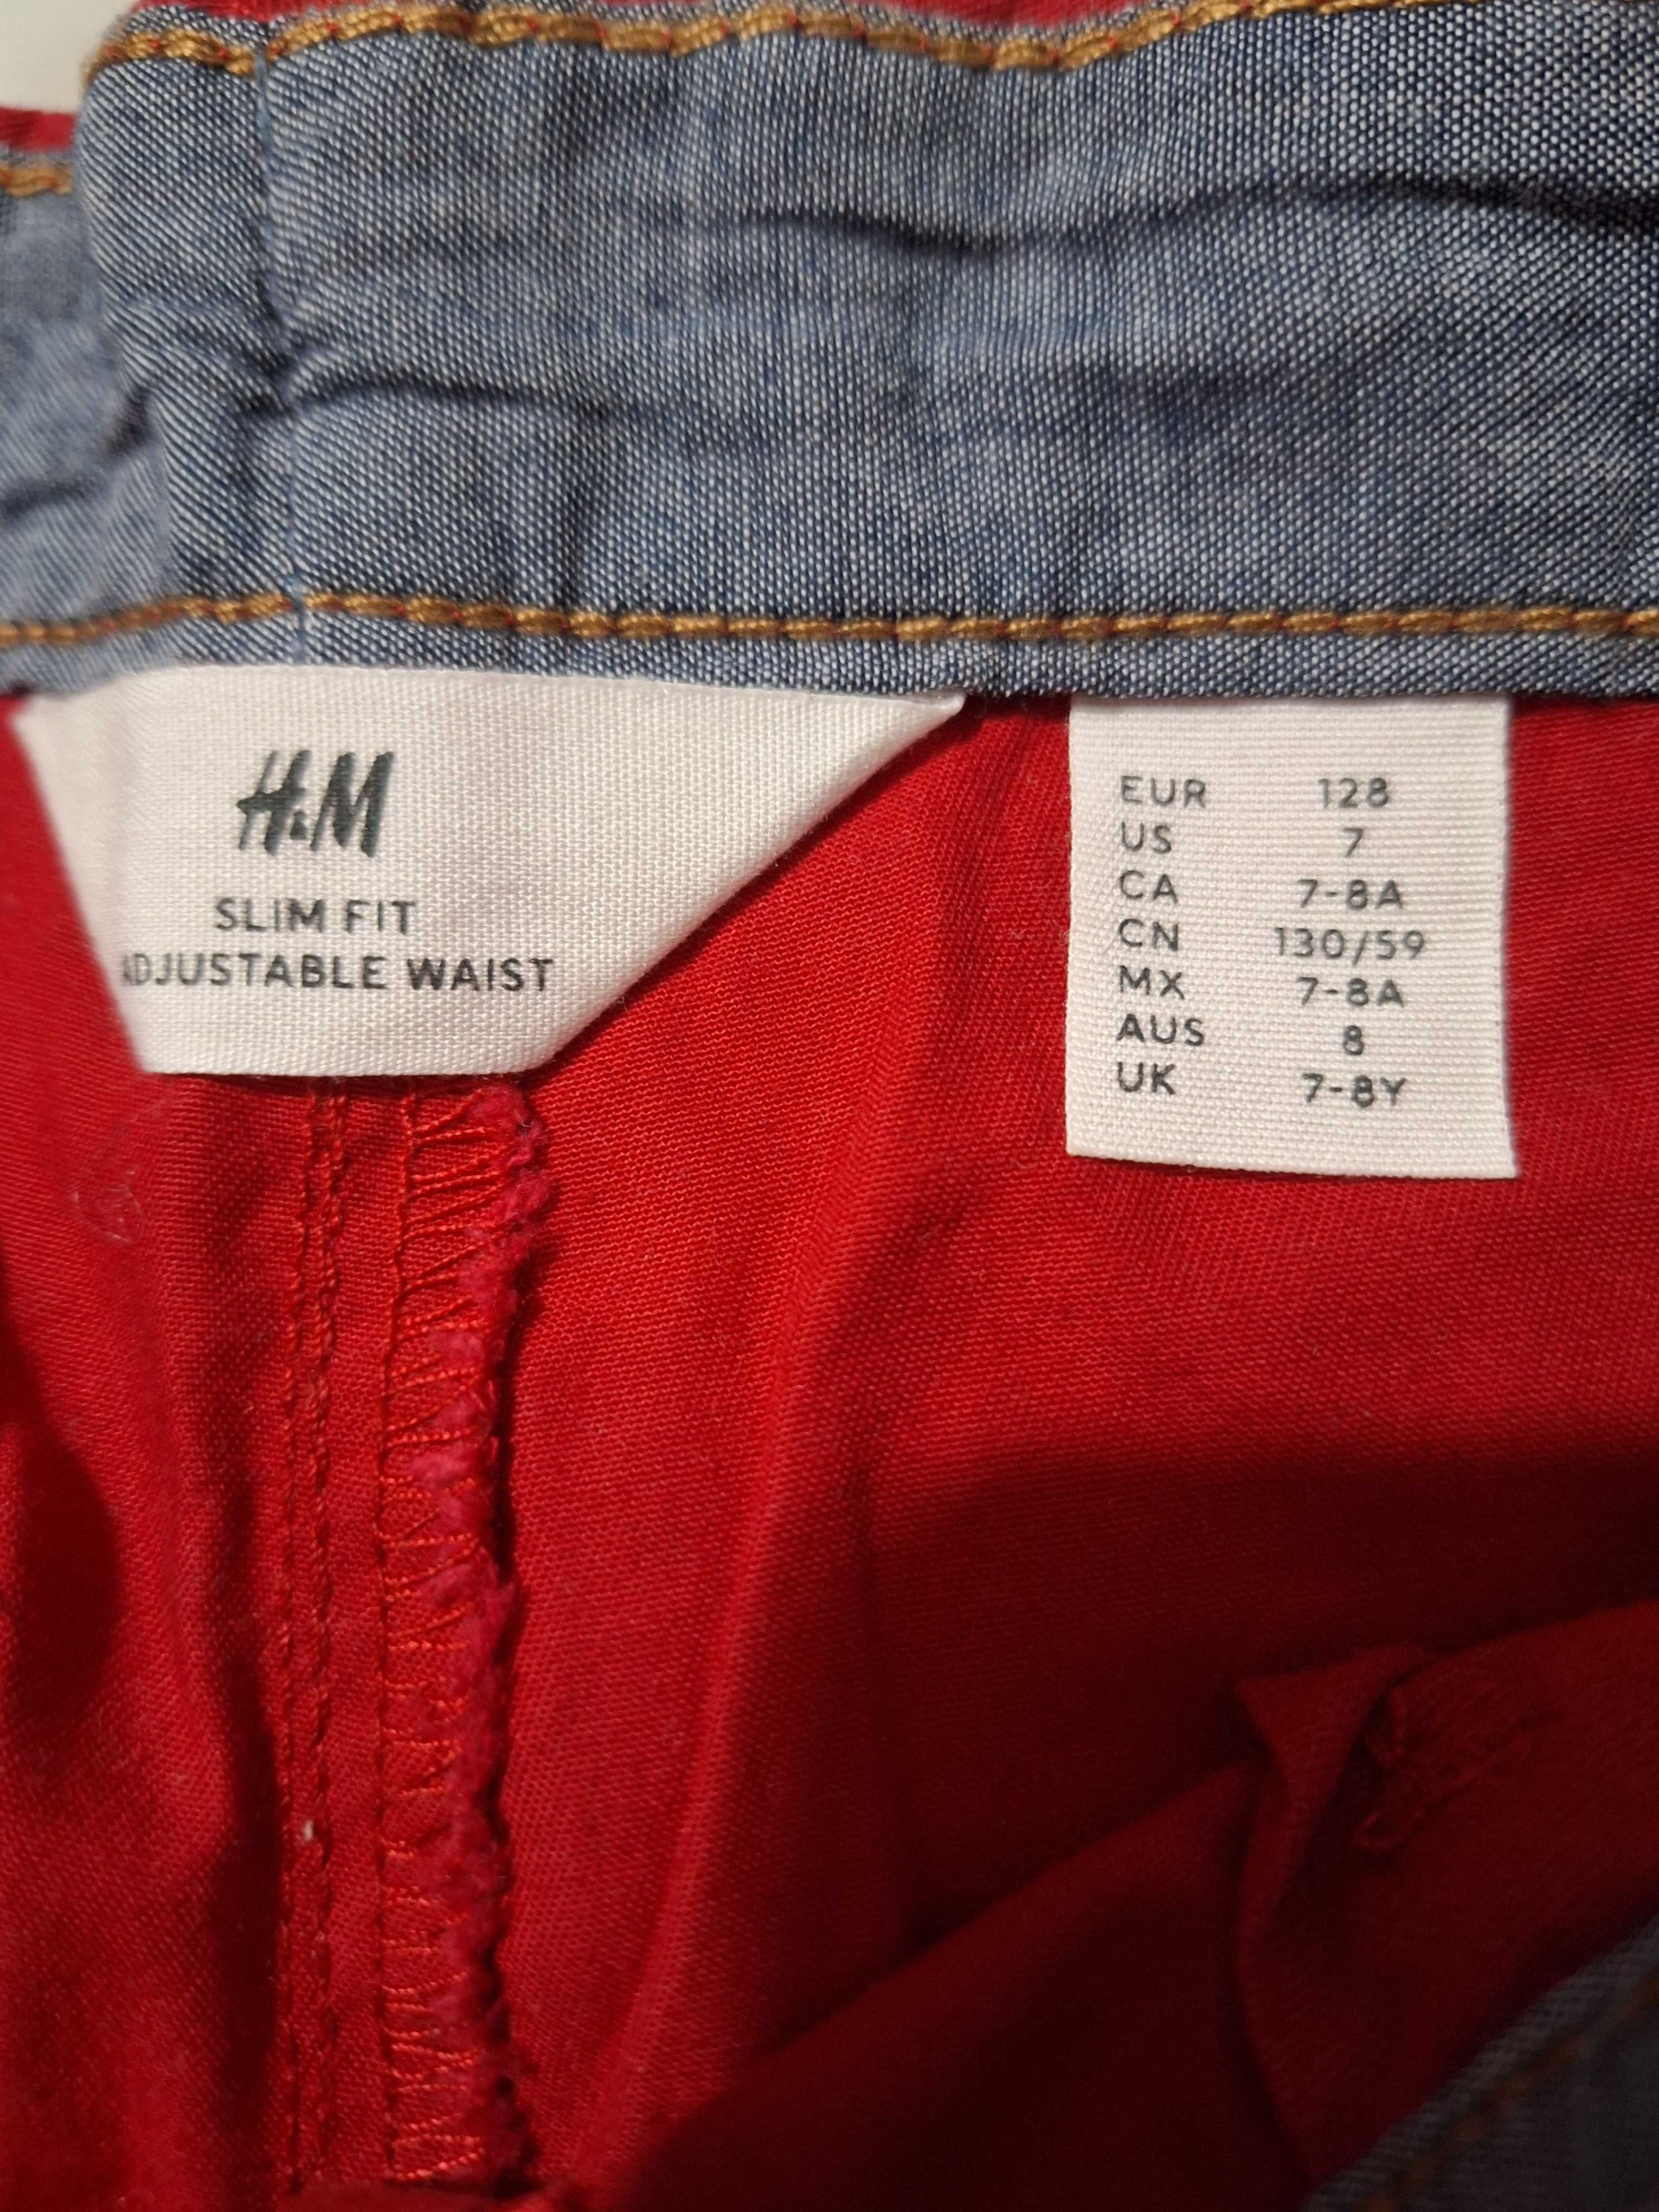 H&M
SLIM FIT
ADJUSTABLE WAIST
EUR 128
US 7
CA 7-8A
CN 130/59
MX 7-8A
AUS 8
UK 7-8Y